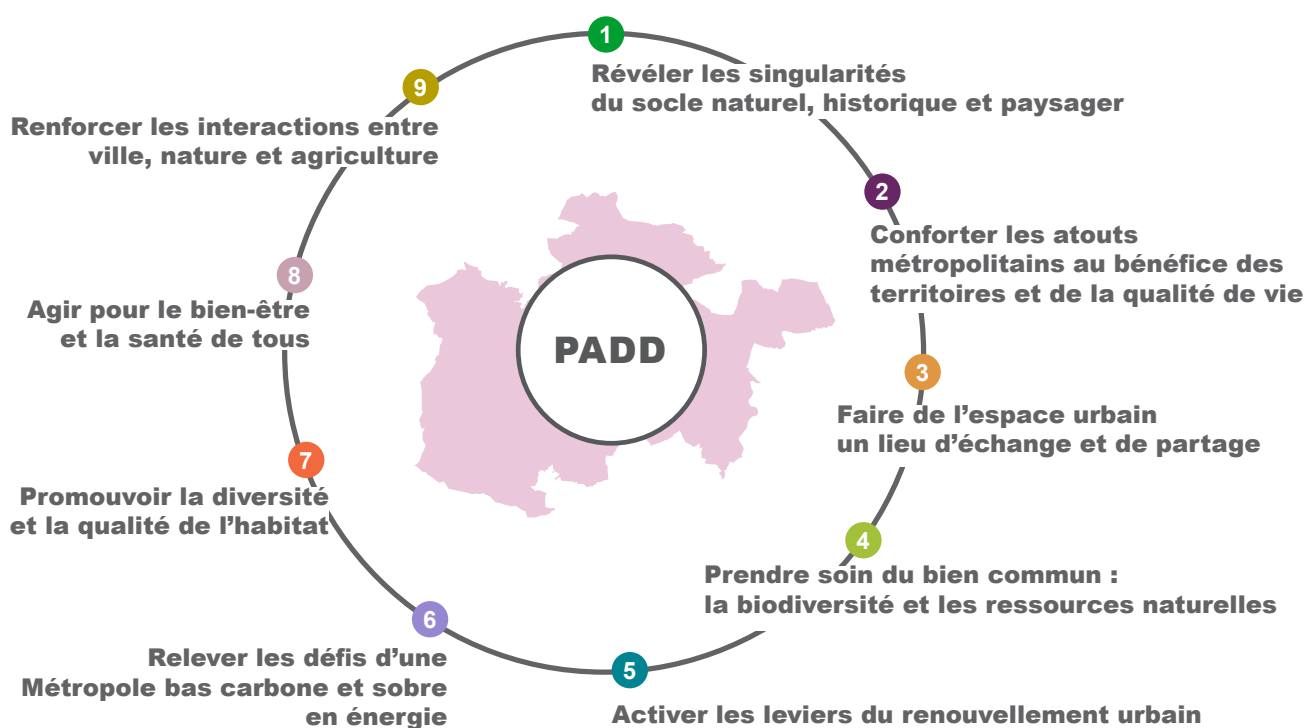 1
Révéler les singularités
du socle naturel, historique et paysager
2
Conforter les atouts
métropolitains au bénéfice des
territoires et de la qualité de vie
3
Faire de l’espace urbain
un lieu d’échange et de partage
4
Prendre soin du bien commun :
la biodiversité et les ressources naturelles
5
Activer les leviers du renouvellement urbain
6
Relever les défis d’une
Métropole bas carbone et sobre
en énergie
7
Promouvoir la diversité
et la qualité de l’habitat
8
Agir pour le bien-être
et la santé de tous
9
Renforcer les interactions entre
ville, nature et agriculture
PADD